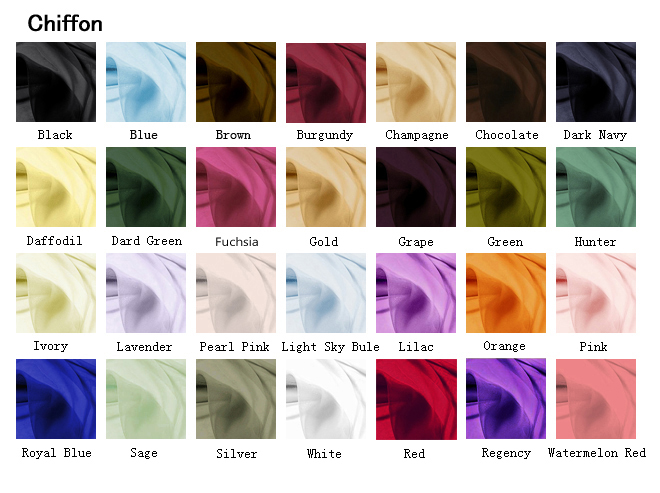 Chiffon
Black Blue Brown Burgundy Champagne Chocolate Dark Navy
Daffodil Dard Green Fuchsia Gold Grape Green Hunter
Ivory Lavender Pearl Pink Light Sky Bule Lilac Orange Pink
Royal Blue Sage Silver White Red Regency Watermelon Red